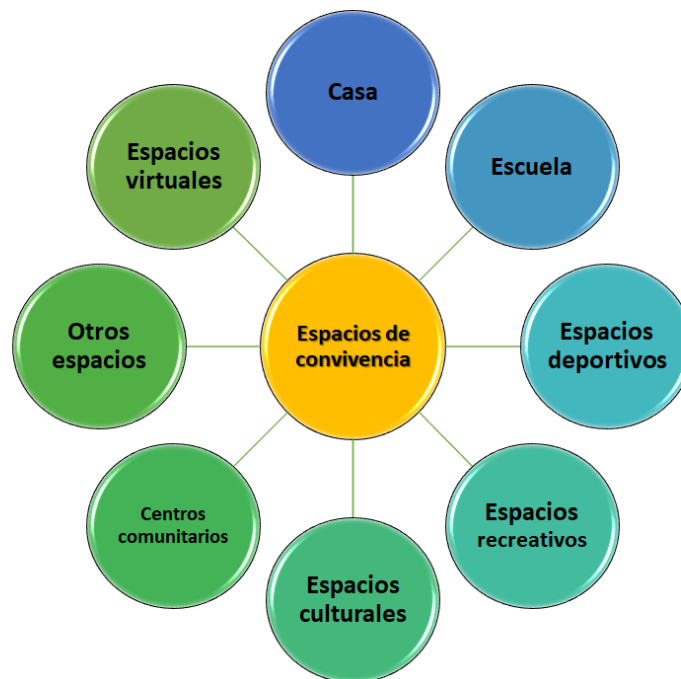 Casa
Escuela
Espacios
deportivos
Espacios
recreativos
Espacios
culturales
Centros
comunitarios
Otros
espacios
Espacios
virtuales
Espacios de
convivencia